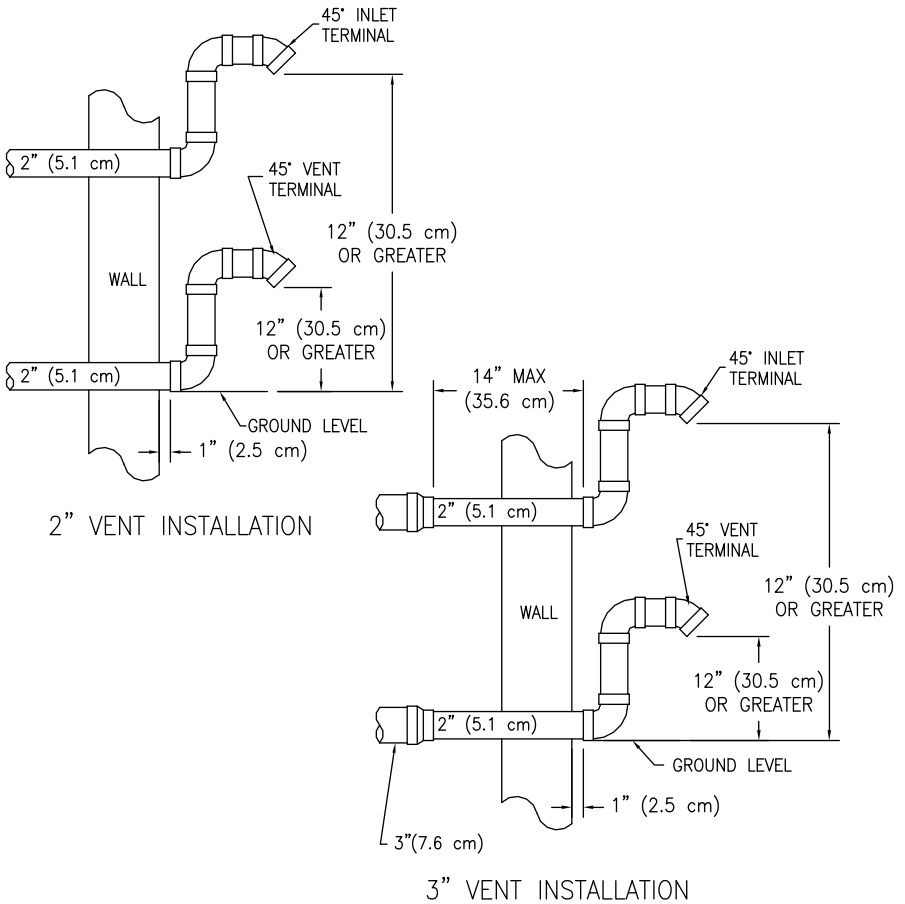 45° INLET
TERMINAL
2” (5.1 cm)
45° VENT
TERMINAL
12” (30.5 cm)
OR GREATER
WALL
12” (30.5 cm)
OR GREATER
2” (5.1 cm)
GROUND LEVEL
1” (2.5 cm)
2” VENT INSTALLATION
14” MAX
(35.6 cm)
45° INLET
TERMINAL
2” (5.1 cm)
45° VENT
TERMINAL
12” (30.5 cm)
OR GREATER
WALL
12” (30.5 cm)
OR GREATER
2” (5.1 cm)
GROUND LEVEL
1” (2.5 cm)
3”(7.6 cm)
3” VENT INSTALLATION